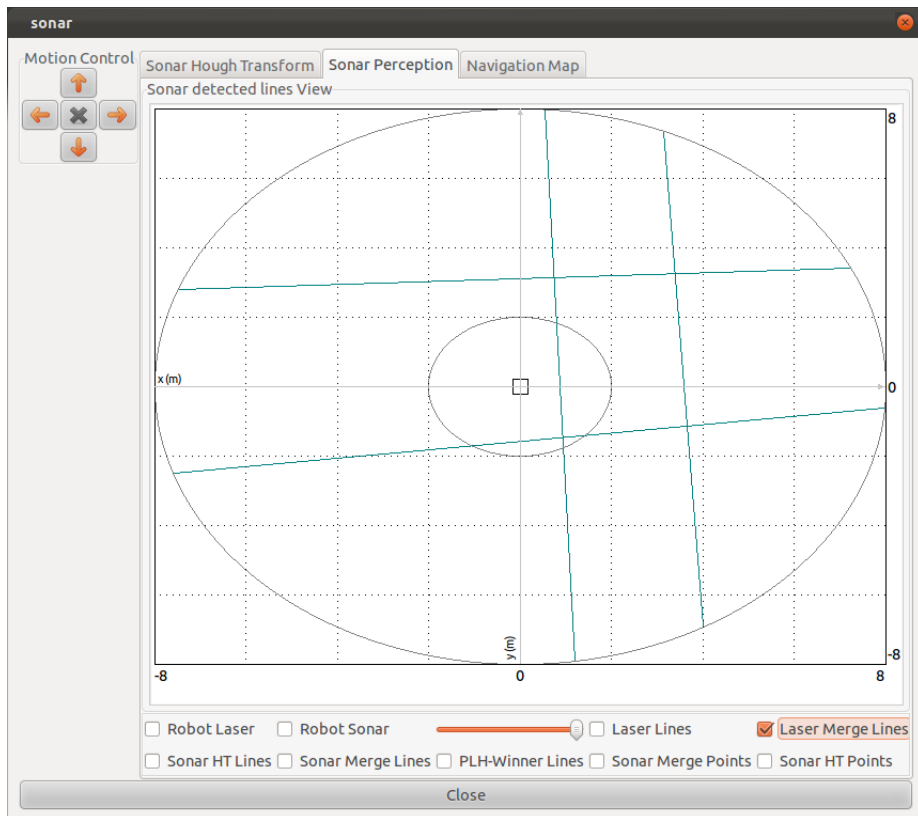 sonar
Motion Control
Sonar Hough Transform Sonar Perception Navigation Map
Sonar detected lines View
8
x (m)
0
y (m)
-8
-8 0 8
Robot Laser Robot Sonar Laser Lines Laser Merge Lines
Sonar HT Lines Sonar Merge Lines PLH-Winner Lines Sonar Merge Points Sonar HT Points
Close